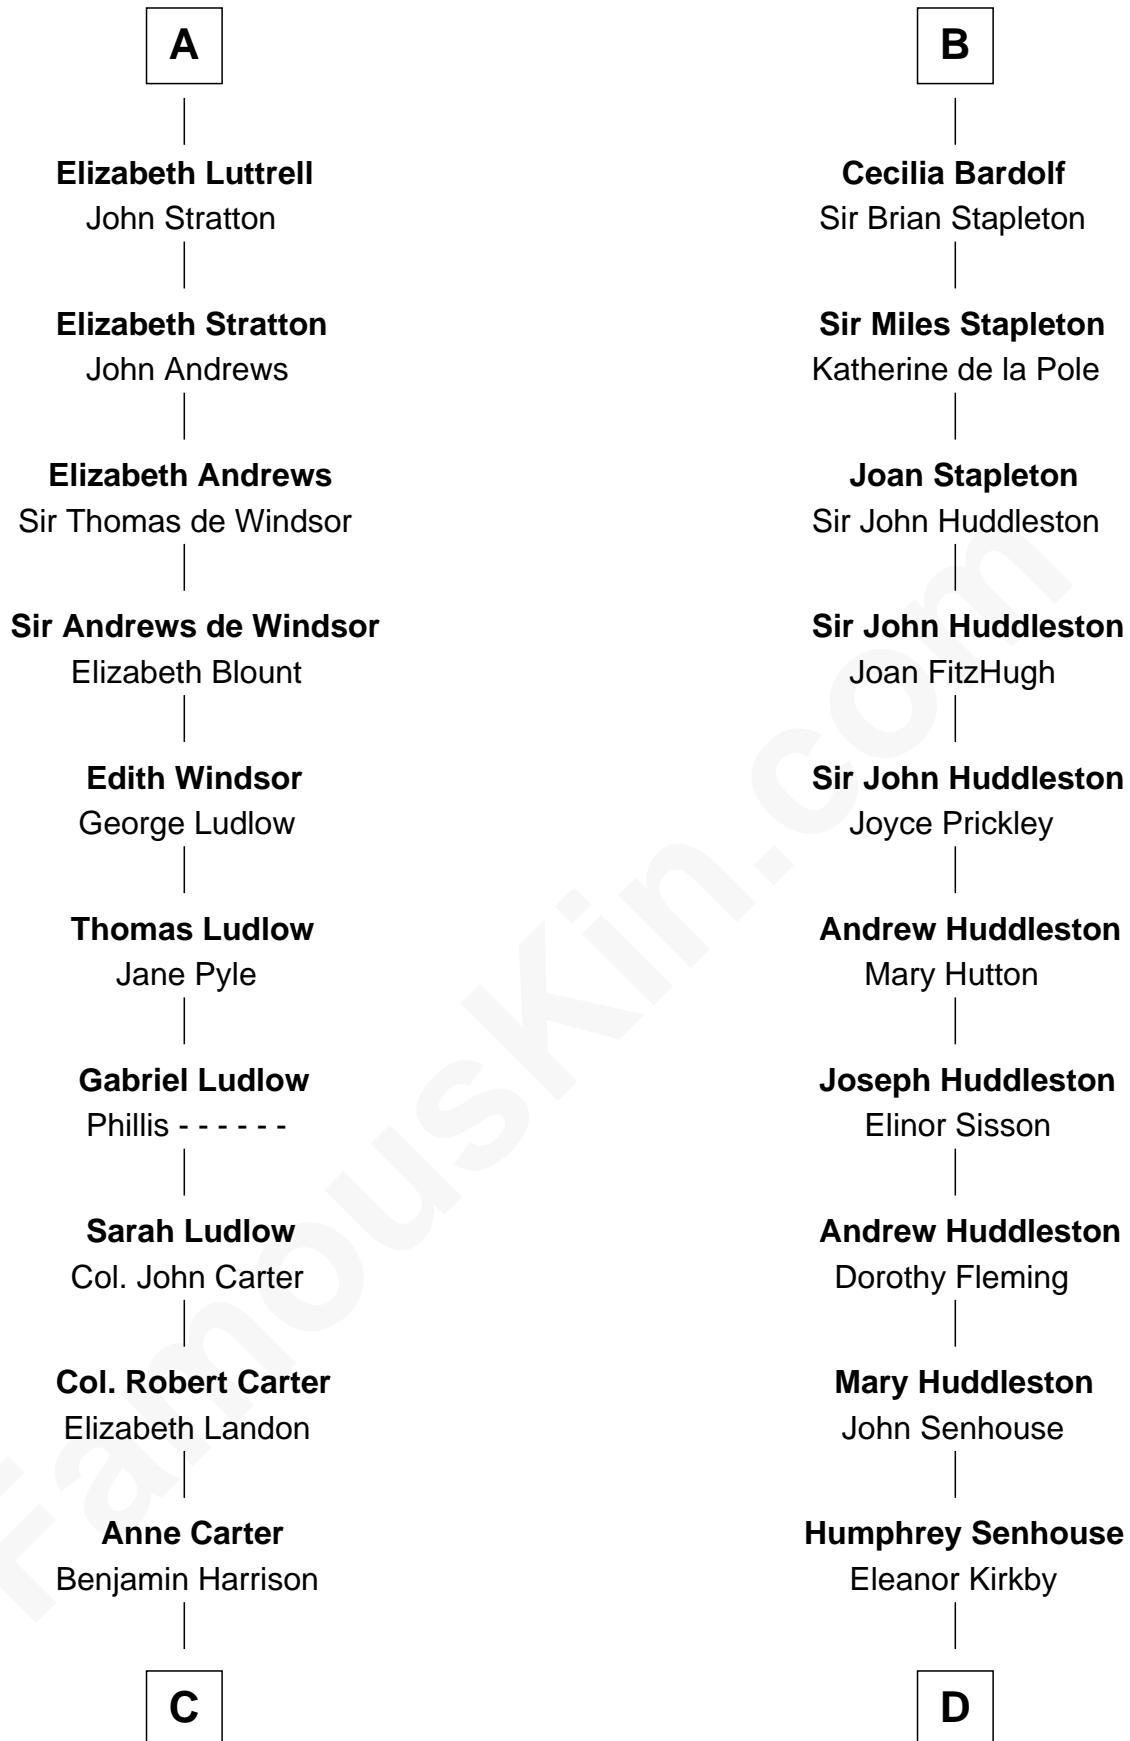 A
Elizabeth Luttrell
John Stratton
Elizabeth Stratton
John Andrews
Elizabeth Andrews
Sir Thomas de Windsor
Sir Andrews de Windsor
Elizabeth Blount
Edith Windsor
George Ludlow
Thomas Ludlow
Jane Pyle
Gabriel Ludlow
Phillis - - - - - -
Sarah Ludlow
Col. John Carter
Col. Robert Carter
Elizabeth Landon
Anne Carter
Benjamin Harrison
C
B
Cecilia Bardolf
Sir Brian Stapleton
Sir Miles Stapleton
Katherine de la Pole
Joan Stapleton
Sir John Huddleston
Sir John Huddleston
Joan FitzHugh
Sir John Huddleston
Joyce Prickley
Andrew Huddleston
Mary Hutton
Joseph Huddleston
Elinor Sisson
Andrew Huddleston
Dorothy Fleming
Mary Huddleston
John Senhouse
Humphrey Senhouse
Eleanor Kirkby
D
FamousKin.com